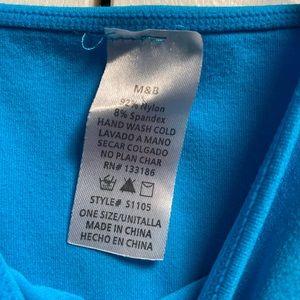 M&B
92% Nylon
8% Spandex
HAND WASH COLD
LAVADO A MANO
SECAR COLGADO
NO PLAN CHAR
RN# 133186
STYLE# S1105
ONE SIZE/UNITALLA
MADE IN CHINA
HECHO EN CHINA